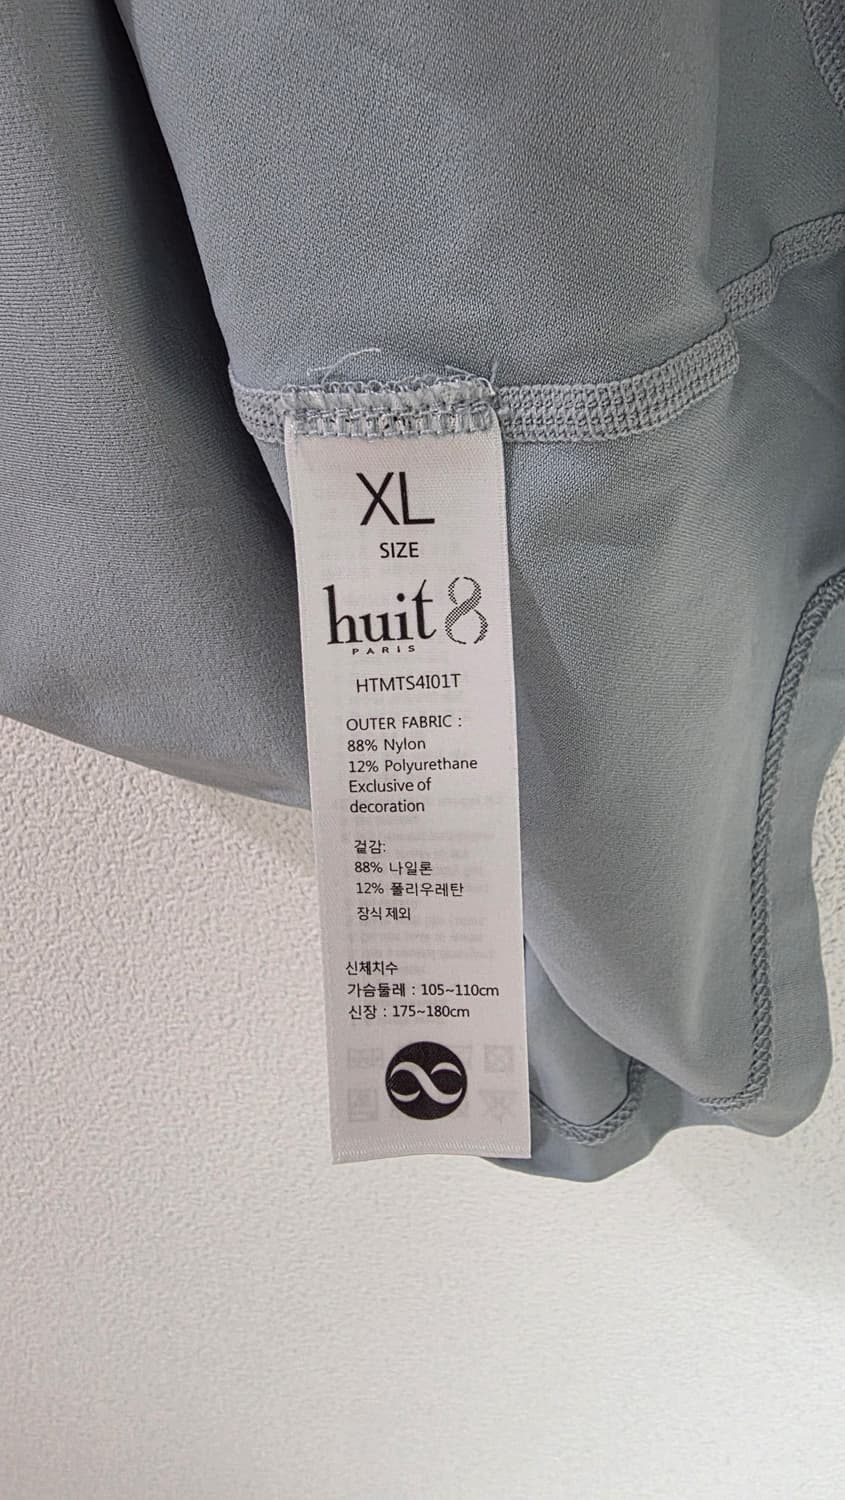 XL
SIZE
huit 8
PARIS
HTMTS4I01T
OUTER FABRIC :
88% Nylon
12% Polyurethane
Exclusive of
decoration
겉감:
88% 나일론
12% 폴리우레탄
장식 제외
신체치수
가슴둘레 : 105~110cm
신장 : 175~180cm